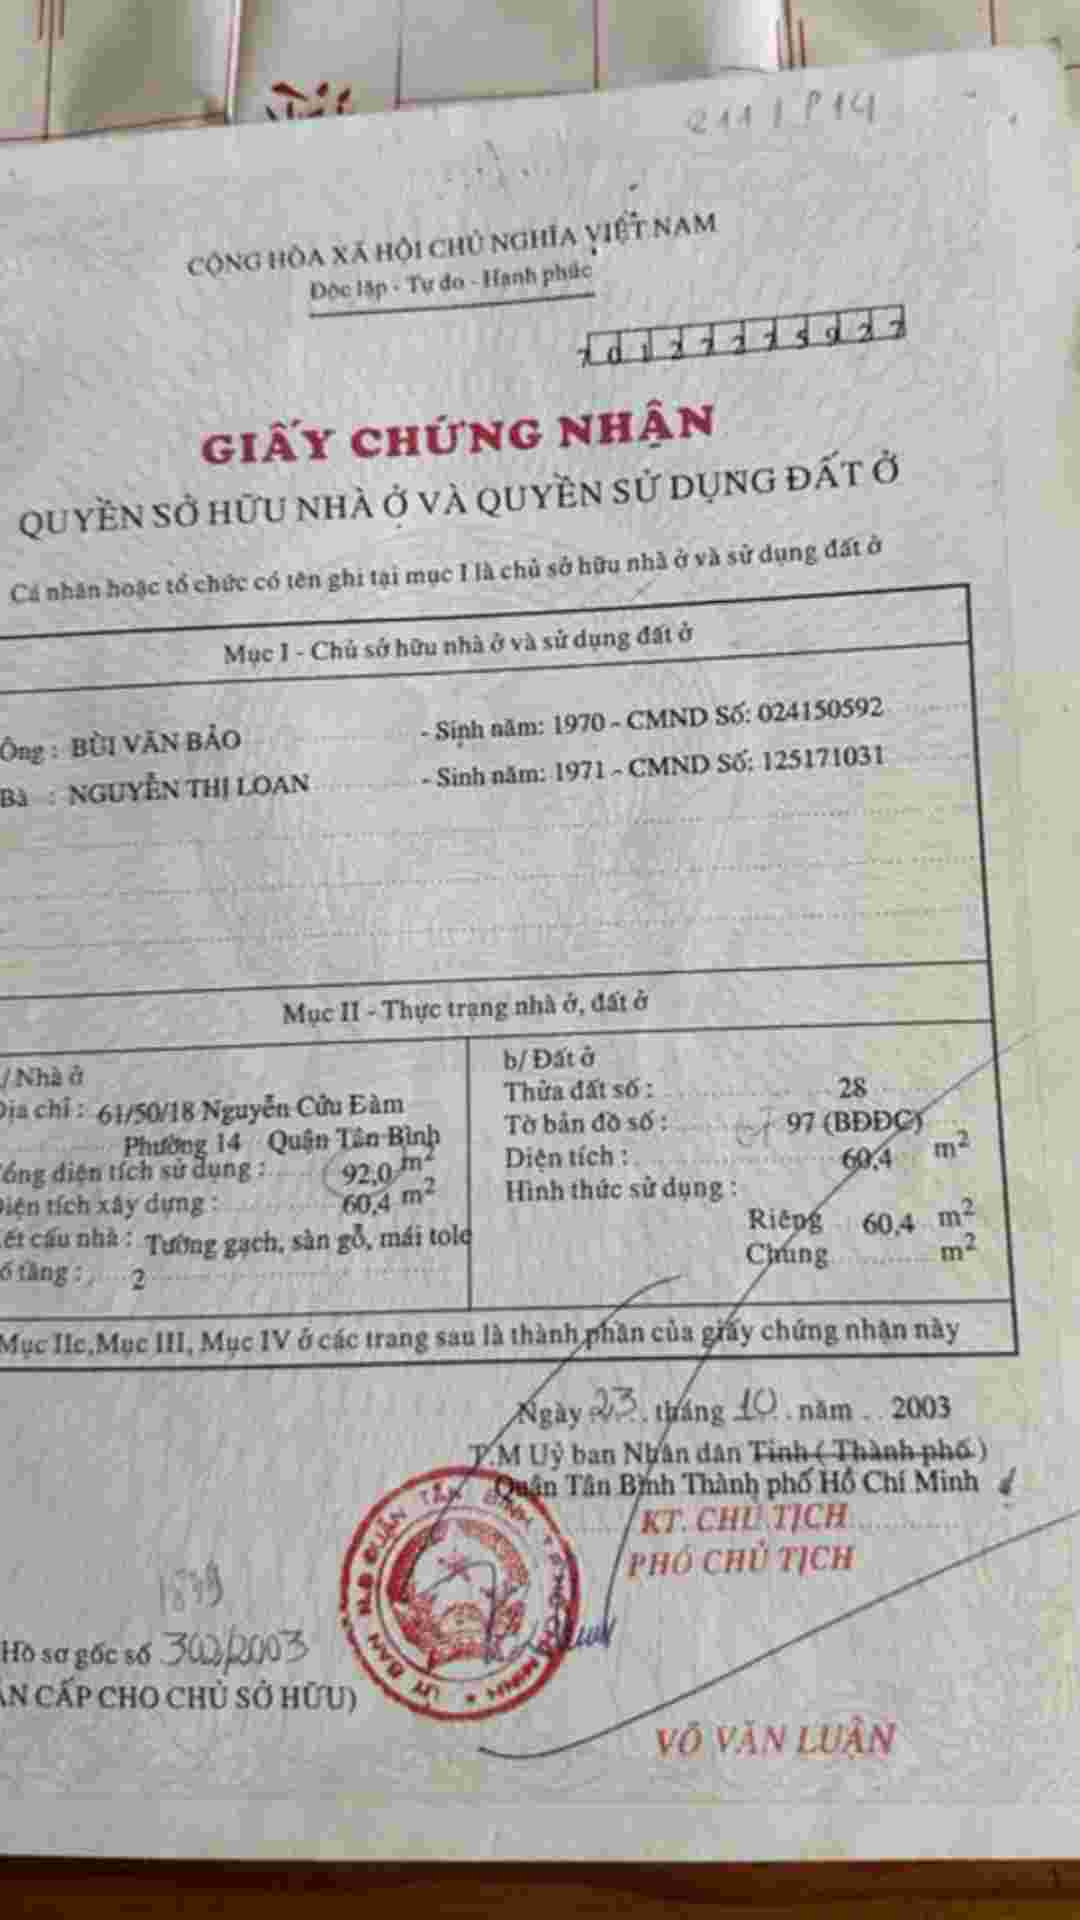 211 / P14
CỘNG HÒA XÃ HỘI CHỦ NGHĨA VIỆT NAM
Độc lập - Tự do - Hạnh phúc
GIẤY CHỨNG NHẬN
QUYỀN SỞ HỮU NHÀ Ở VÀ QUYỀN SỬ DỤNG ĐẤT Ở
Cá nhân hoặc tổ chức có tên ghi tại mục I là chủ sở hữu nhà ở và sử dụng đất ở
Mục I - Chủ sở hữu nhà ở và sử dụng đất ở
Ông : BÙI VĂN BẢO - Sinh năm: 1970 - CMND Số: 024150592
Bà : NGUYỄN THỊ LOAN - Sinh năm: 1971 - CMND Số: 125171031
Mục II - Thực trạng nhà ở, đất ở
/ Nhà ở
Địa chỉ : 61/50/18 Nguyễn Cửu Đàm
Phường 14 Quận Tân Bình
ổng diện tích sử dụng : 92,0 m²
iện tích xây dựng : 60,4 m²
ết cấu nhà : Tường gạch, sàn gỗ, mái tole
ố tầng : 2
b/ Đất ở
Thửa đất số : 28
Tờ bản đồ số : 97 (BĐĐC)
Diện tích : 60,4 m²
Hình thức sử dụng :
Riêng 60,4 m²
Chung m²
Mục IIc,Mục III, Mục IV ở các trang sau là thành phần của giấy chứng nhận này
Ngày 23 tháng 10 năm 2003
T.M Uỷ ban Nhân dân Tỉnh ( Thành phố )
Quận Tân Bình Thành phố Hồ Chí Minh
KT. CHỦ TỊCH
PHÓ CHỦ TỊCH
1839
Hồ sơ gốc số 302/2003
ẢN CẤP CHO CHỦ SỞ HỮU)
VÕ VĂN LUẬN